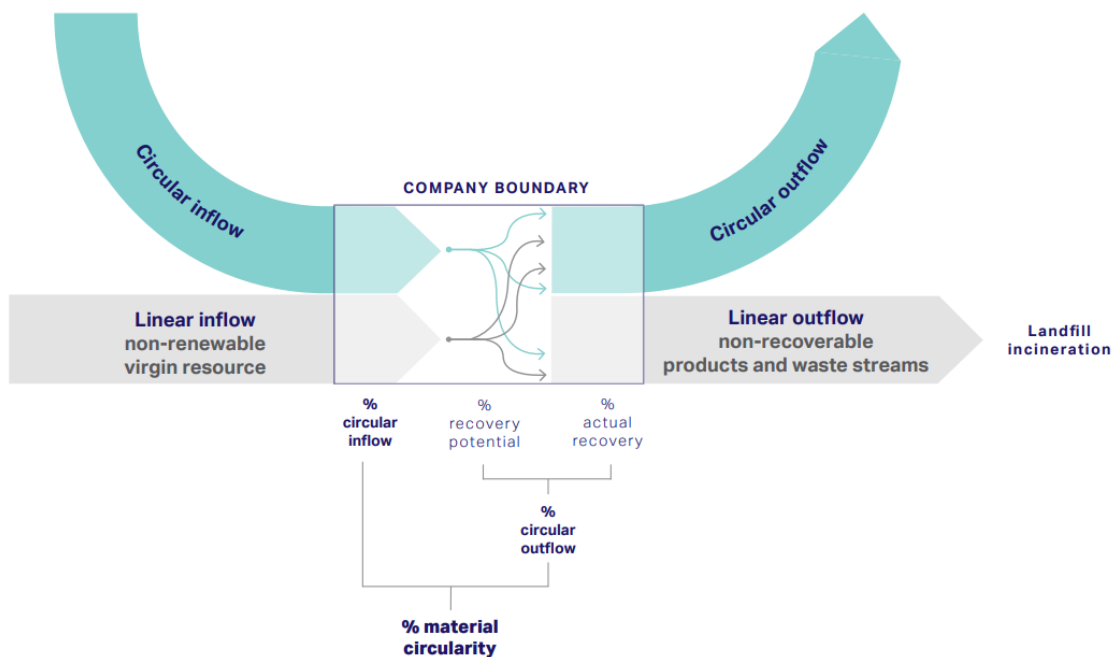 Circular inflow
Circular outflow
COMPANY BOUNDARY
Linear inflow
non-renewable
virgin resource
Linear outflow
non-recoverable
products and waste streams
Landfill
incineration
%
circular
inflow
%
recovery
potential
%
actual
recovery
%
circular
outflow
% material
circularity